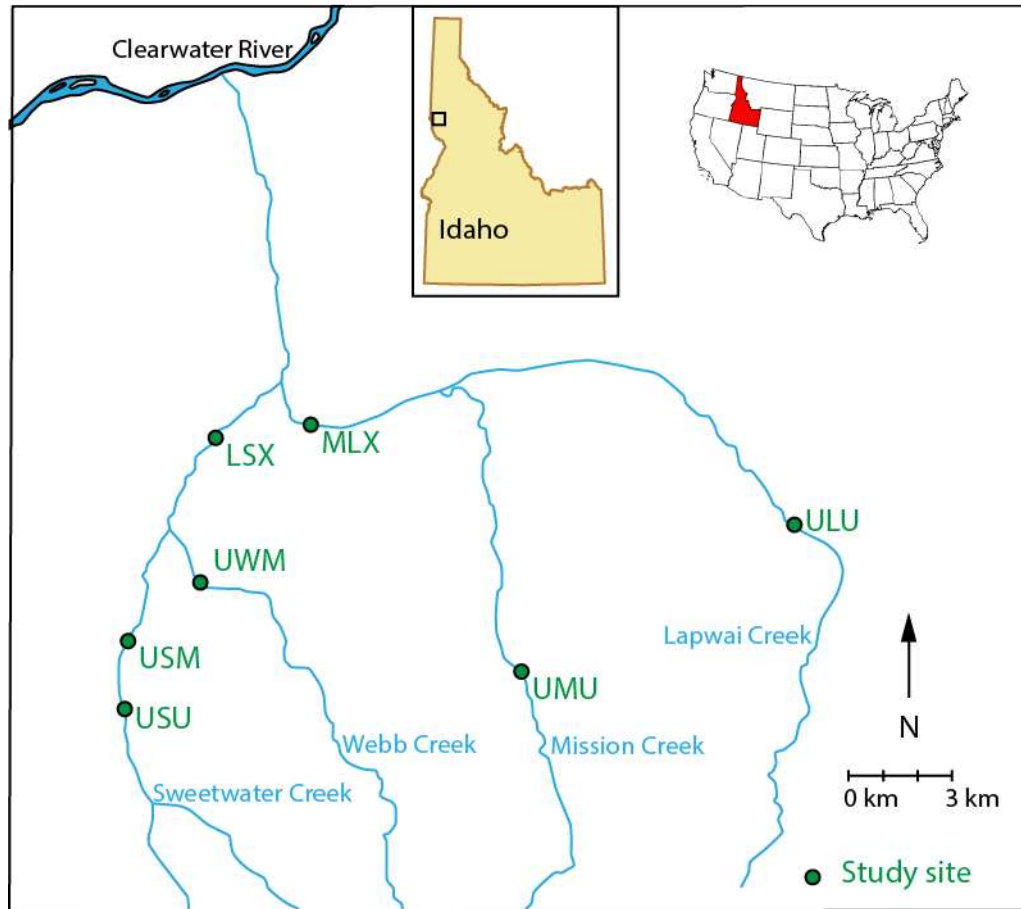 Clearwater River
Idaho
MLX
LSX
ULU
UWM
Lapwai Creek
USM
UMU
USU
N
Webb Creek
Mission Creek
Sweetwater Creek
0 km
3 km
Study site